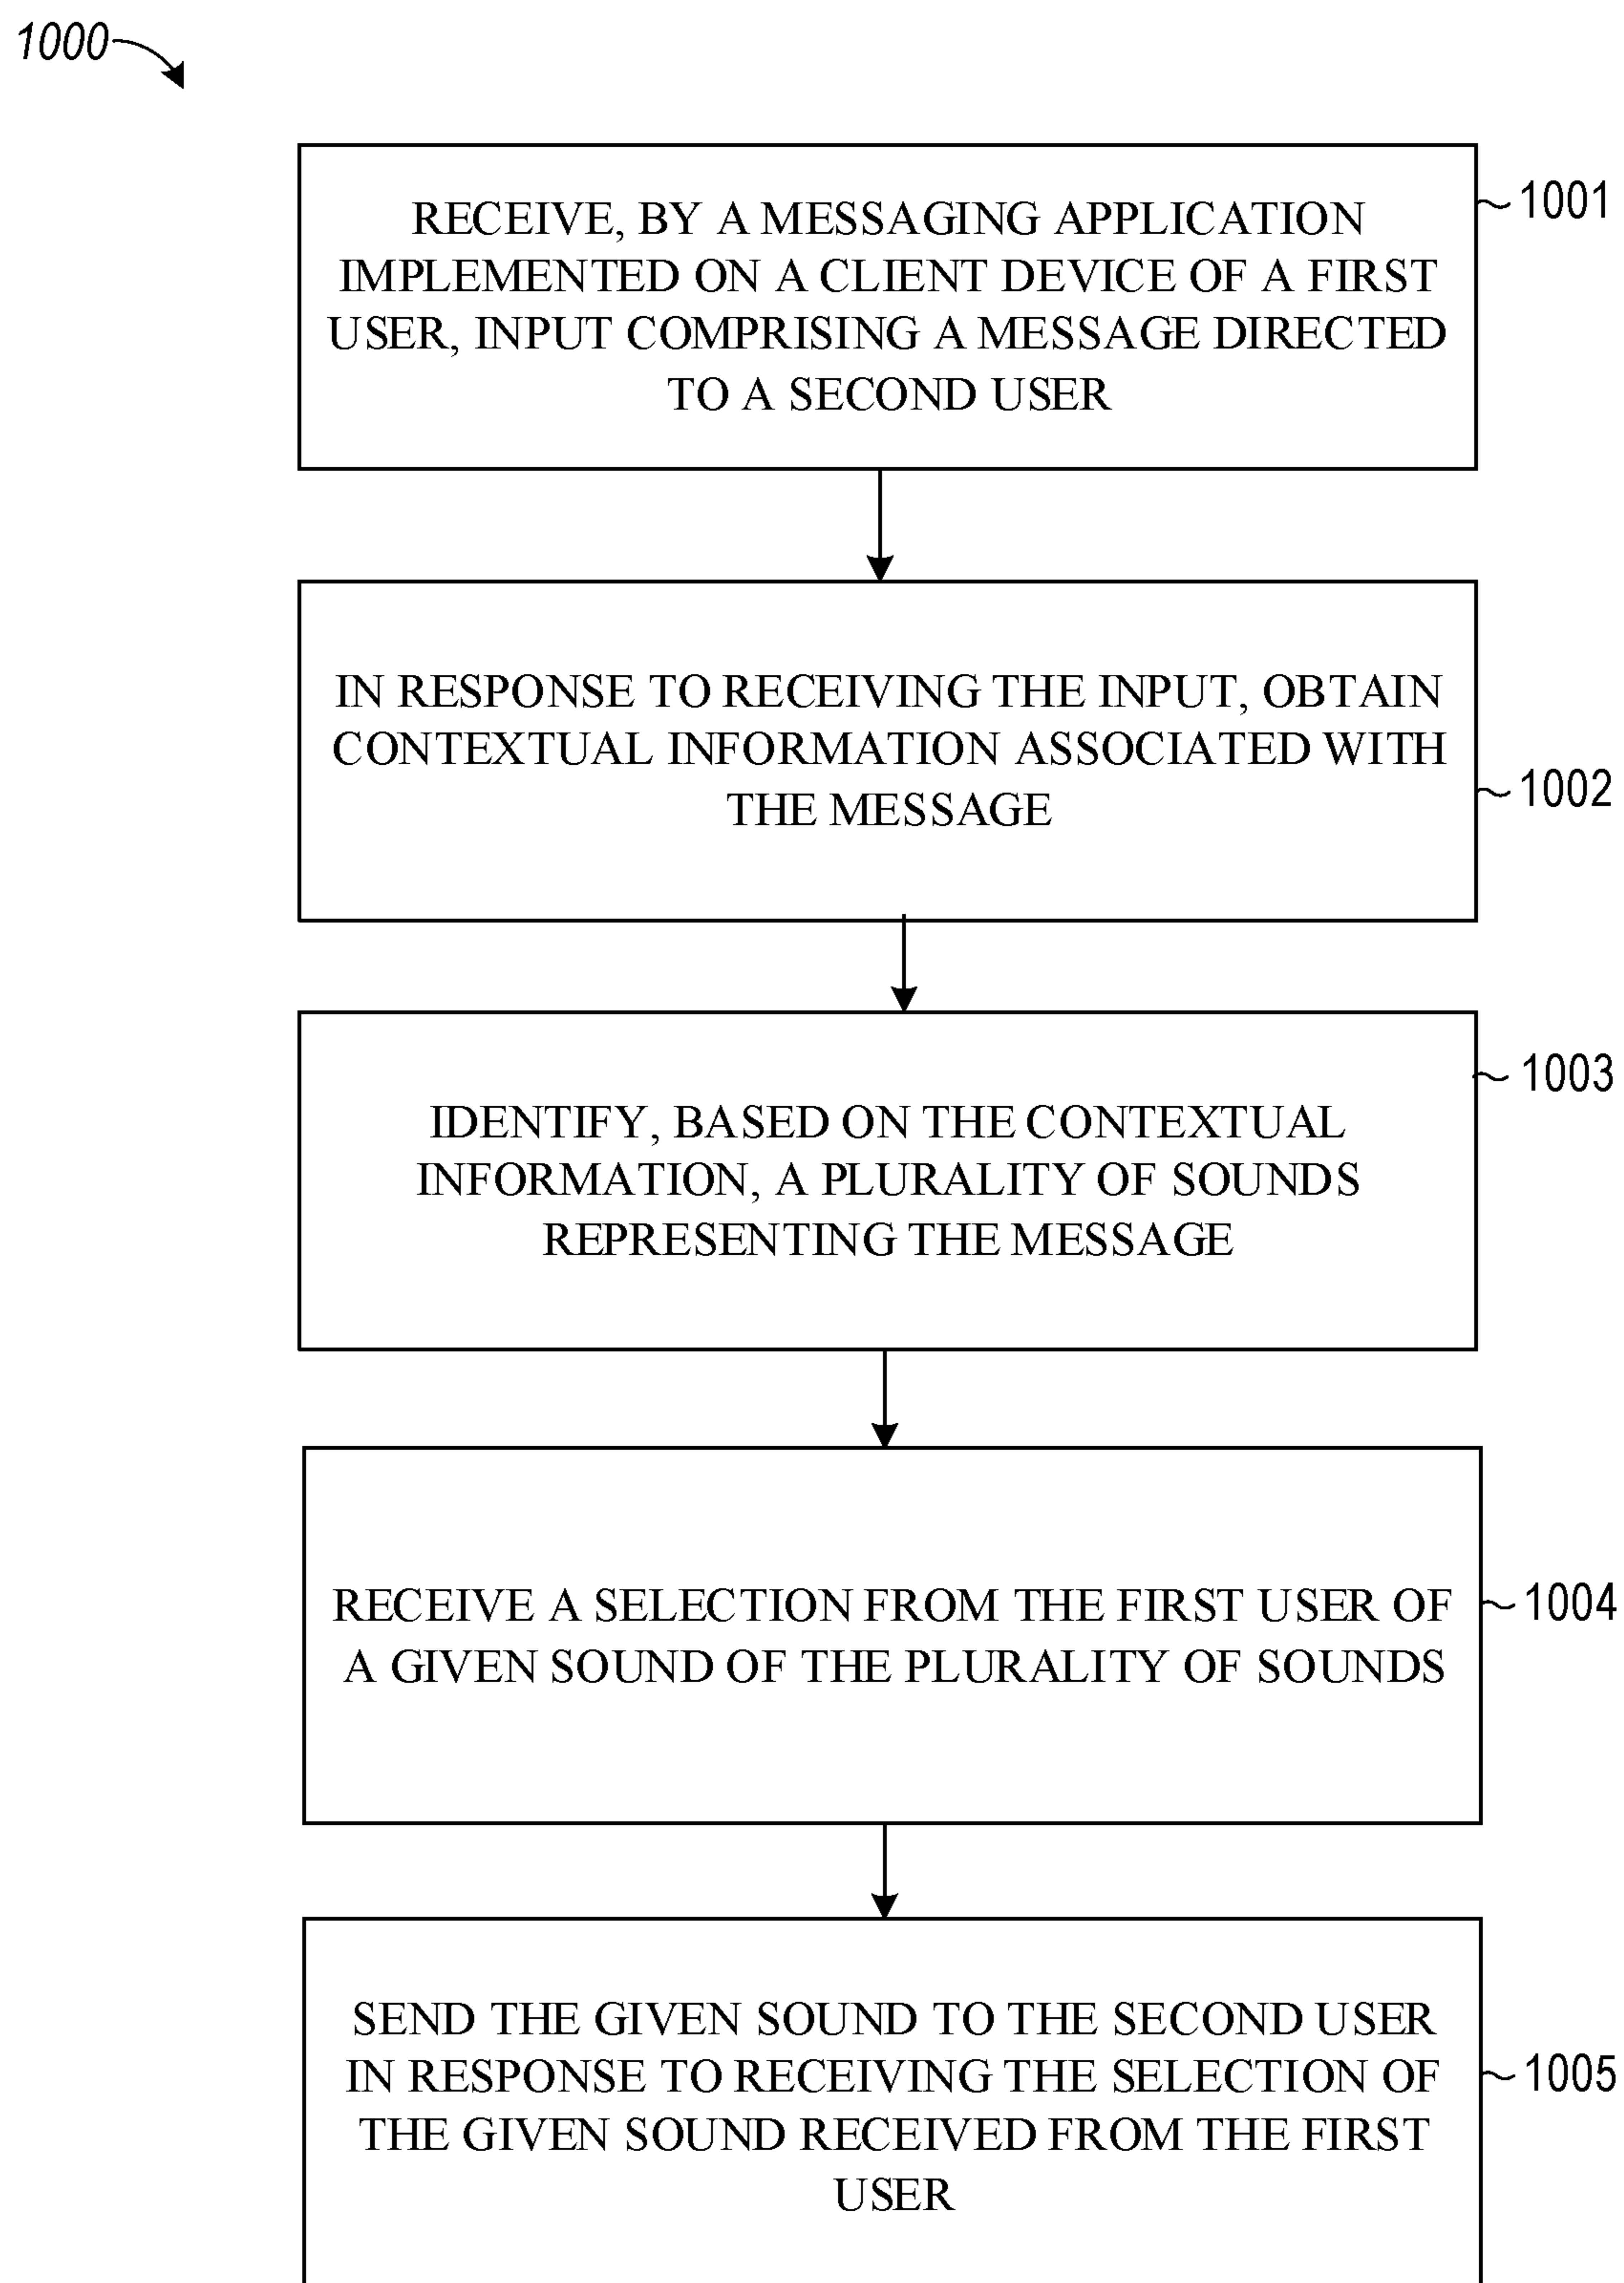 1000
RECEIVE, BY A MESSAGING APPLICATION
IMPLEMENTED ON A CLIENT DEVICE OF A FIRST
USER, INPUT COMPRISING A MESSAGE DIRECTED
TO A SECOND USER
1001
IN RESPONSE TO RECEIVING THE INPUT, OBTAIN
CONTEXTUAL INFORMATION ASSOCIATED WITH
THE MESSAGE
1002
IDENTIFY, BASED ON THE CONTEXTUAL
INFORMATION, A PLURALITY OF SOUNDS
REPRESENTING THE MESSAGE
1003
RECEIVE A SELECTION FROM THE FIRST USER OF
A GIVEN SOUND OF THE PLURALITY OF SOUNDS
1004
SEND THE GIVEN SOUND TO THE SECOND USER
IN RESPONSE TO RECEIVING THE SELECTION OF
THE GIVEN SOUND RECEIVED FROM THE FIRST
USER
1005